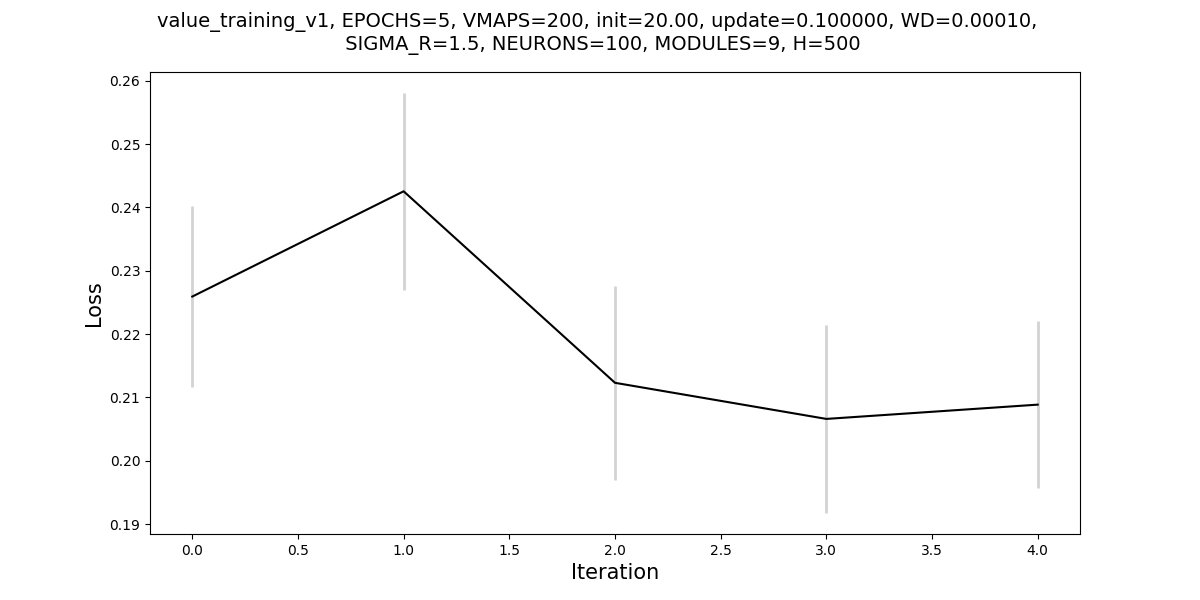 value_training_v1, EPOCHS=5, VMAPS=200, init=20.00, update=0.100000, WD=0.00010,
SIGMA_R=1.5, NEURONS=100, MODULES=9, H=500
0.26
0.25
0.24
0.23
0.22
0.21
0.20
0.19
Loss
0.0 0.5 1.0 1.5 2.0 2.5 3.0 3.5 4.0
Iteration